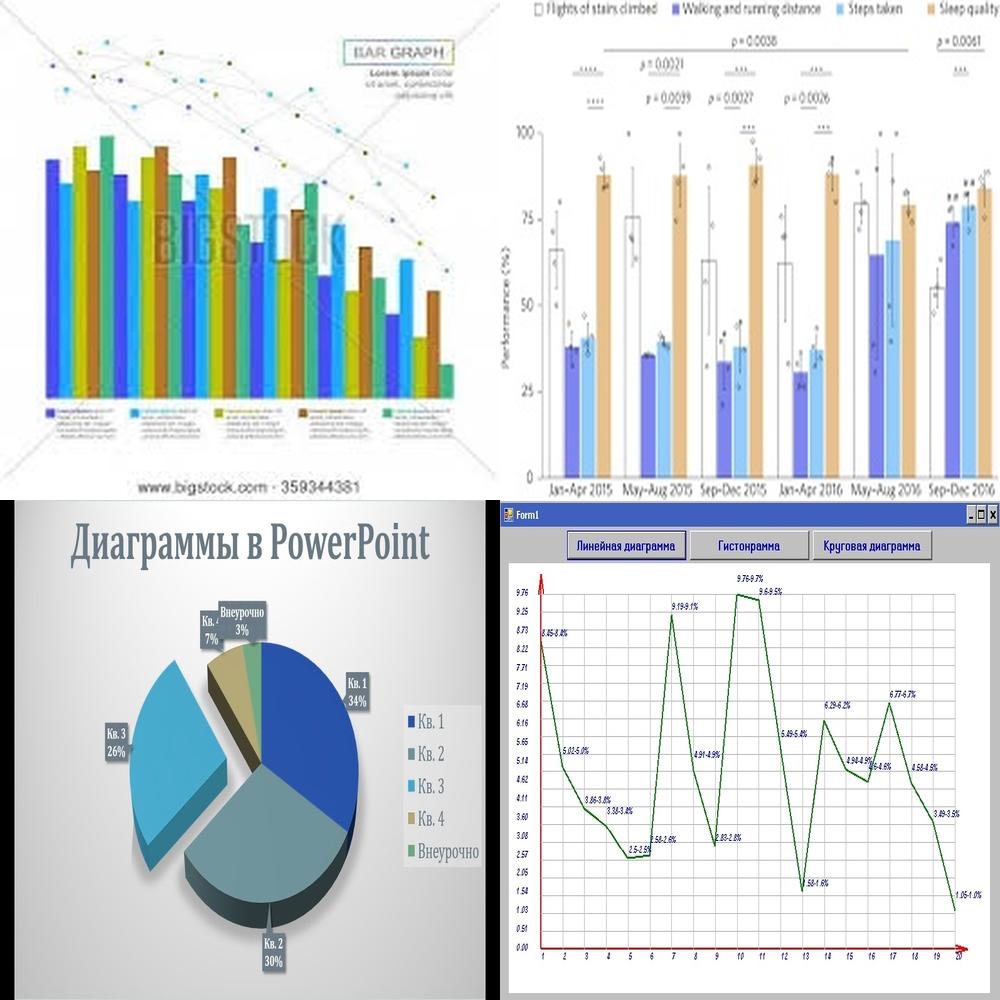 BAR GRAPH
Lorem ipsum dolor
BIGSTOCK
www.bigstock.com · 359344381
Flights of stairs climbed Walking and running distance Steps taken Sleep quality
p = 0.0038 p = 0.0061
p = 0.0021
**** *** *** ***
p = 0.0039 p = 0.0027 p = 0.0026
**** *** ***
Performance (%)
100
75
50
25
0
Jan-Apr 2015 May-Aug 2015 Sep-Dec 2015 Jan-Apr 2016 May-Aug 2016 Sep-Dec 2016
Диаграммы в PowerPoint
Кв. 4
7%
Внеурочно
3%
Кв. 1
34%
Кв. 3
26%
Кв. 2
30%
Кв. 1
Кв. 2
Кв. 3
Кв. 4
Внеурочно
Form1
Линейная диаграмма Гистонрамма Круговая диаграмма
9.76
9.25
8.73
8.22
7.71
7.19
6.68
6.16
5.65
5.14
4.62
4.11
3.60
3.08
2.57
2.05
1.54
1.03
0.51
0.00
8.45-8.4%
5.02-5.0%
3.86-3.8%
3.38-3.4%
2.5-2.5%
2.58-2.6%
9.19-9.1%
4.91-4.9%
2.83-2.8%
9.76-9.7%
9.6-9.5%
5.49-5.4%
1.58-1.6%
6.29-6.2%
4.98-4.9%
4.6-4.6%
6.77-6.7%
4.58-4.5%
3.49-3.5%
1.05-1.0%
1 2 3 4 5 6 7 8 9 10 11 12 13 14 15 16 17 18 19 20